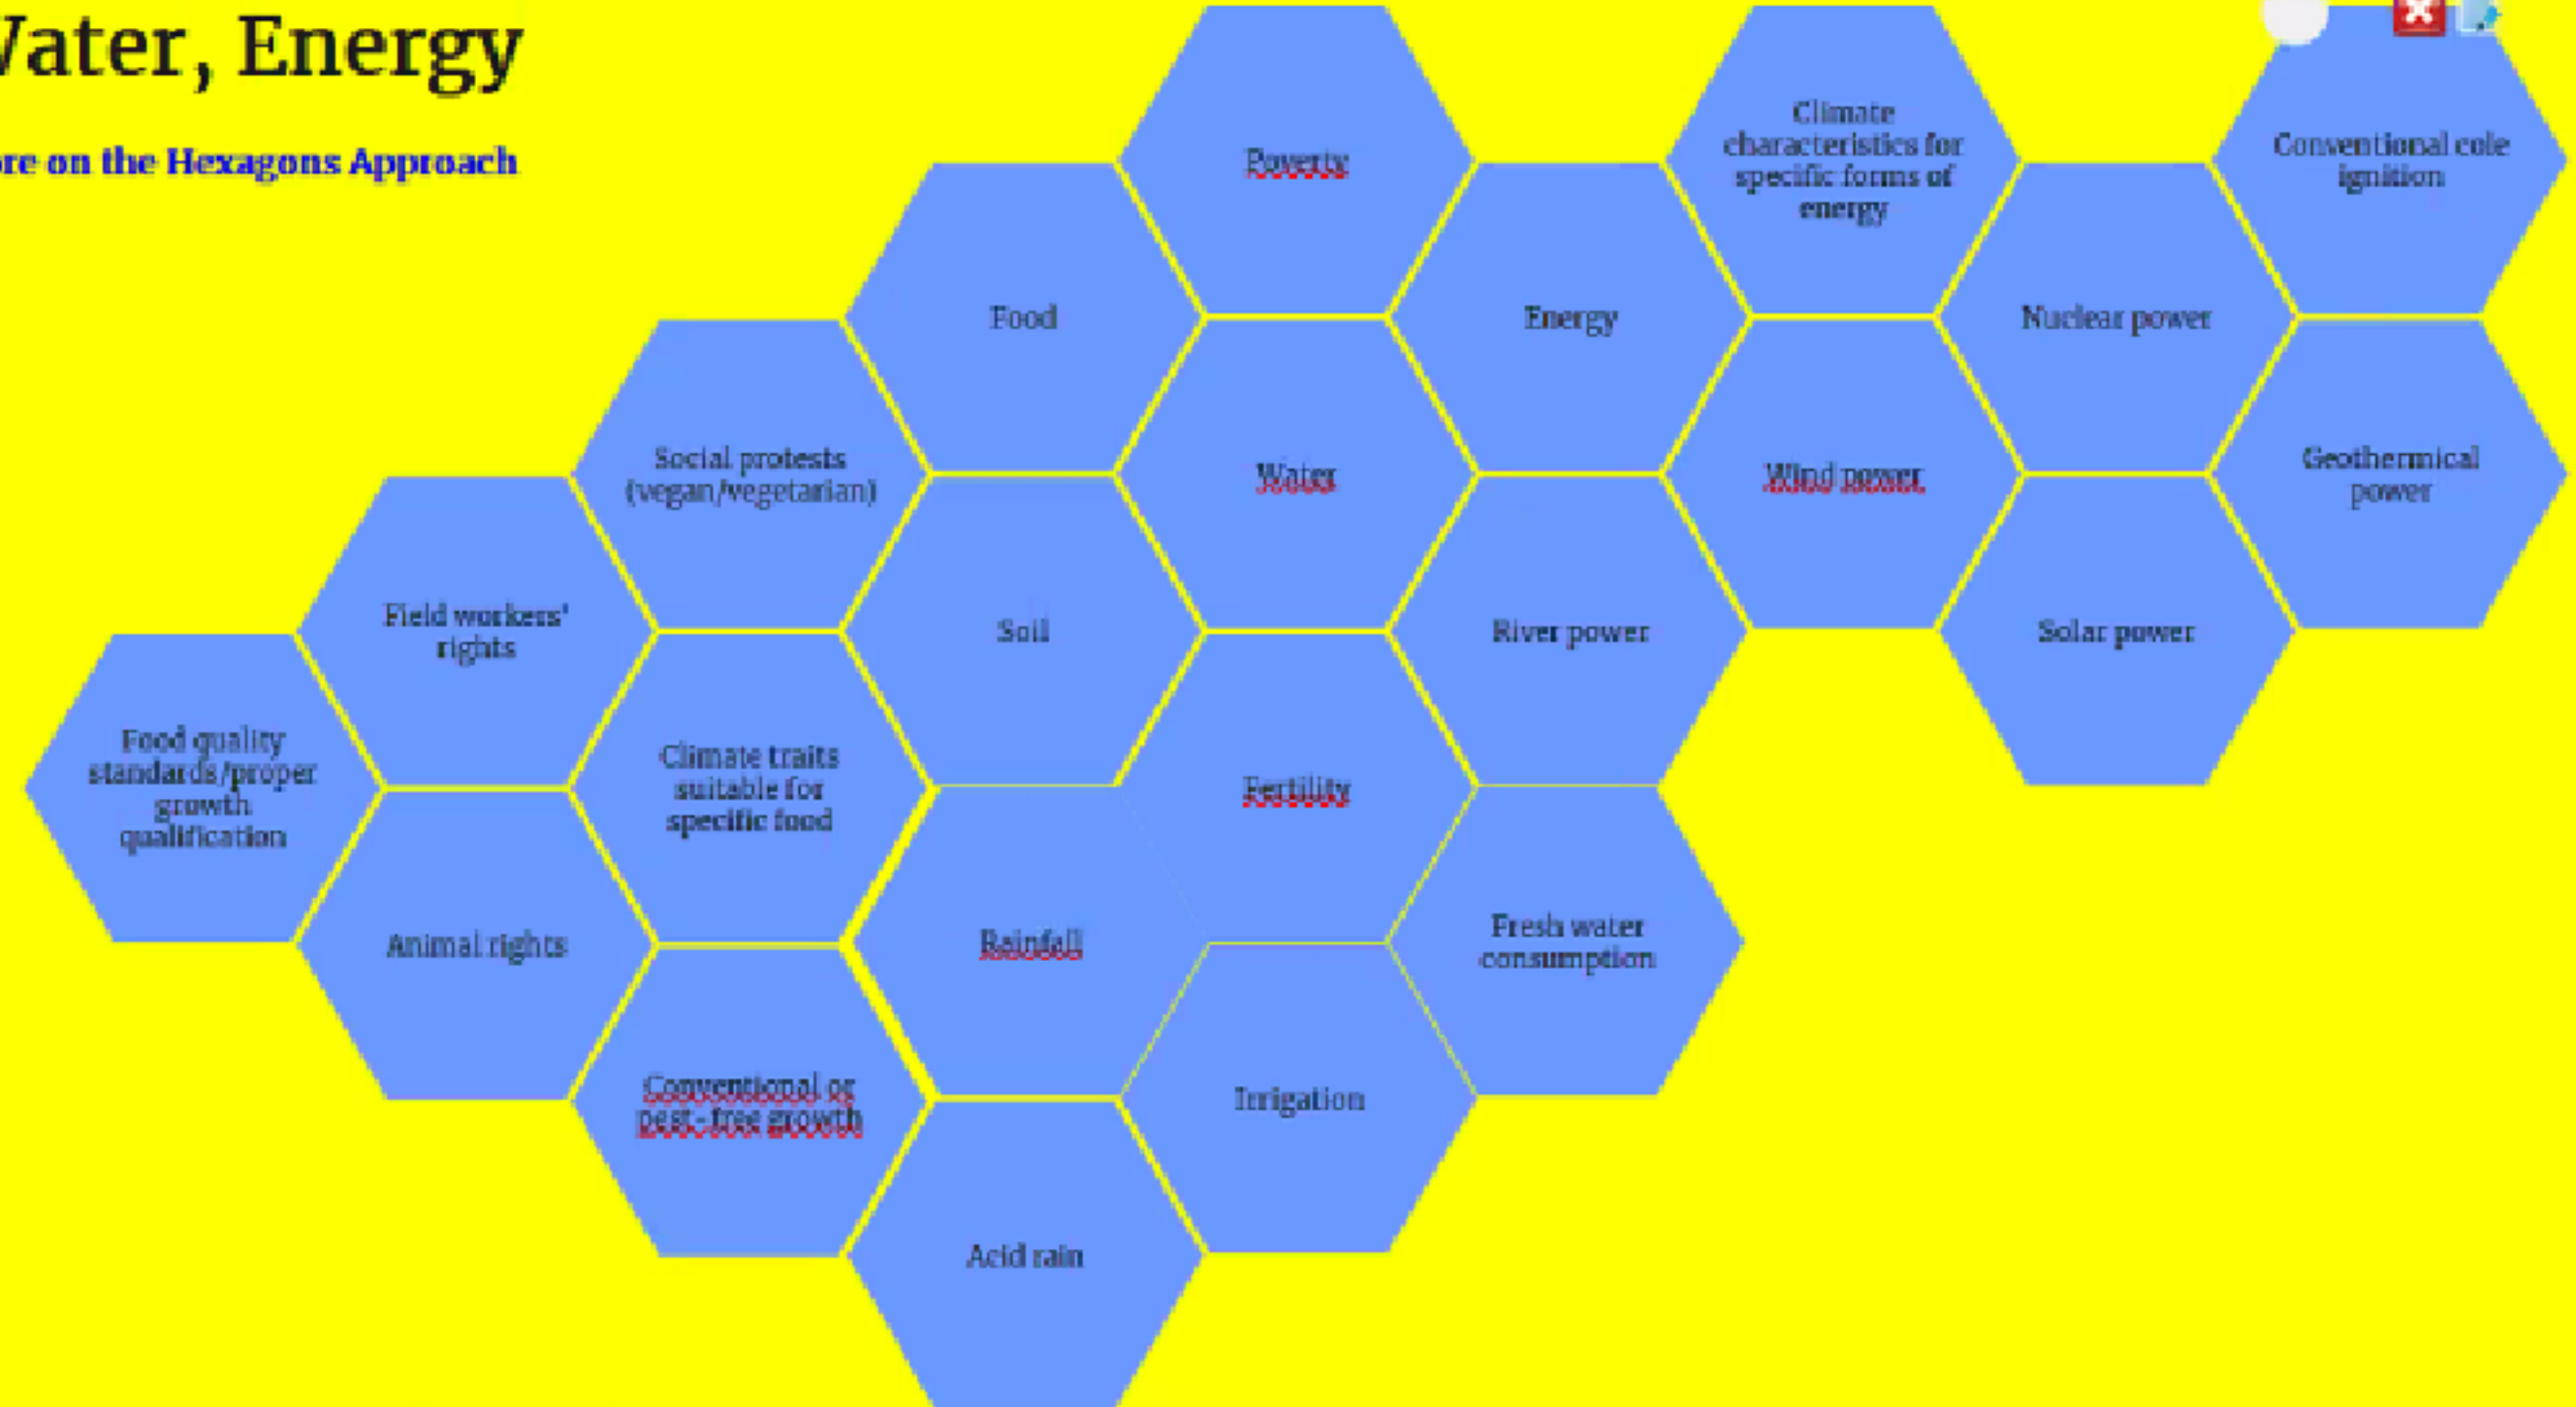 Water, Energy
ore on the Hexagons Approach
Poverty
Climate
characteristics for
specific forms of
energy
Conventional cole
ignition
Food
Energy
Nuclear power
Social protests
(vegan/vegetarian)
Water
Wind power
Geothermical
power
Field workers'
rights
Soil
River power
Solar power
Food quality
standards/proper
growth
qualification
Climate traits
suitable for
specific food
Fertility
Animal rights
Rainfall
Fresh water
consumption
Conventional or
pest-free growth
Irrigation
Acid rain